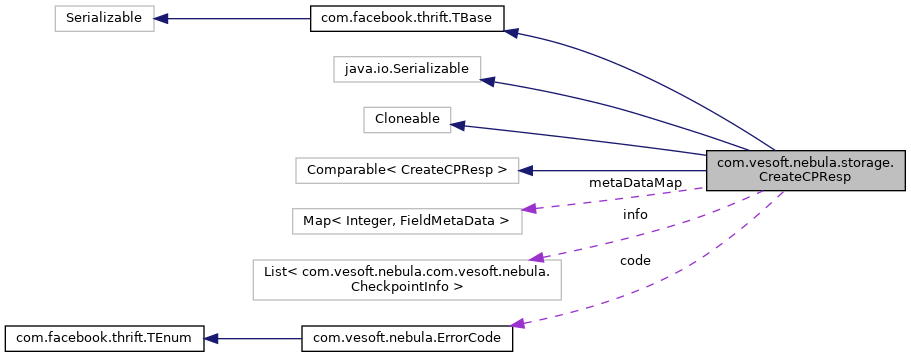 Serializable
com.facebook.thrift.TBase
java.io.Serializable
Cloneable
com.vesoft.nebula.storage.
CreateCPResp
Comparable< CreateCPResp >
metaDataMap
Map< Integer, FieldMetaData >
info
code
List< com.vesoft.nebula.com.vesoft.nebula.
CheckpointInfo >
com.facebook.thrift.TEnum
com.vesoft.nebula.ErrorCode